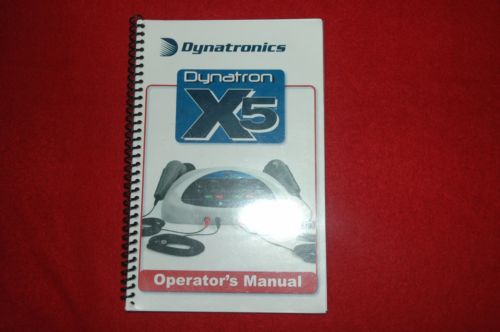 Dynatronics
Dynatron
X5
Operator's Manual